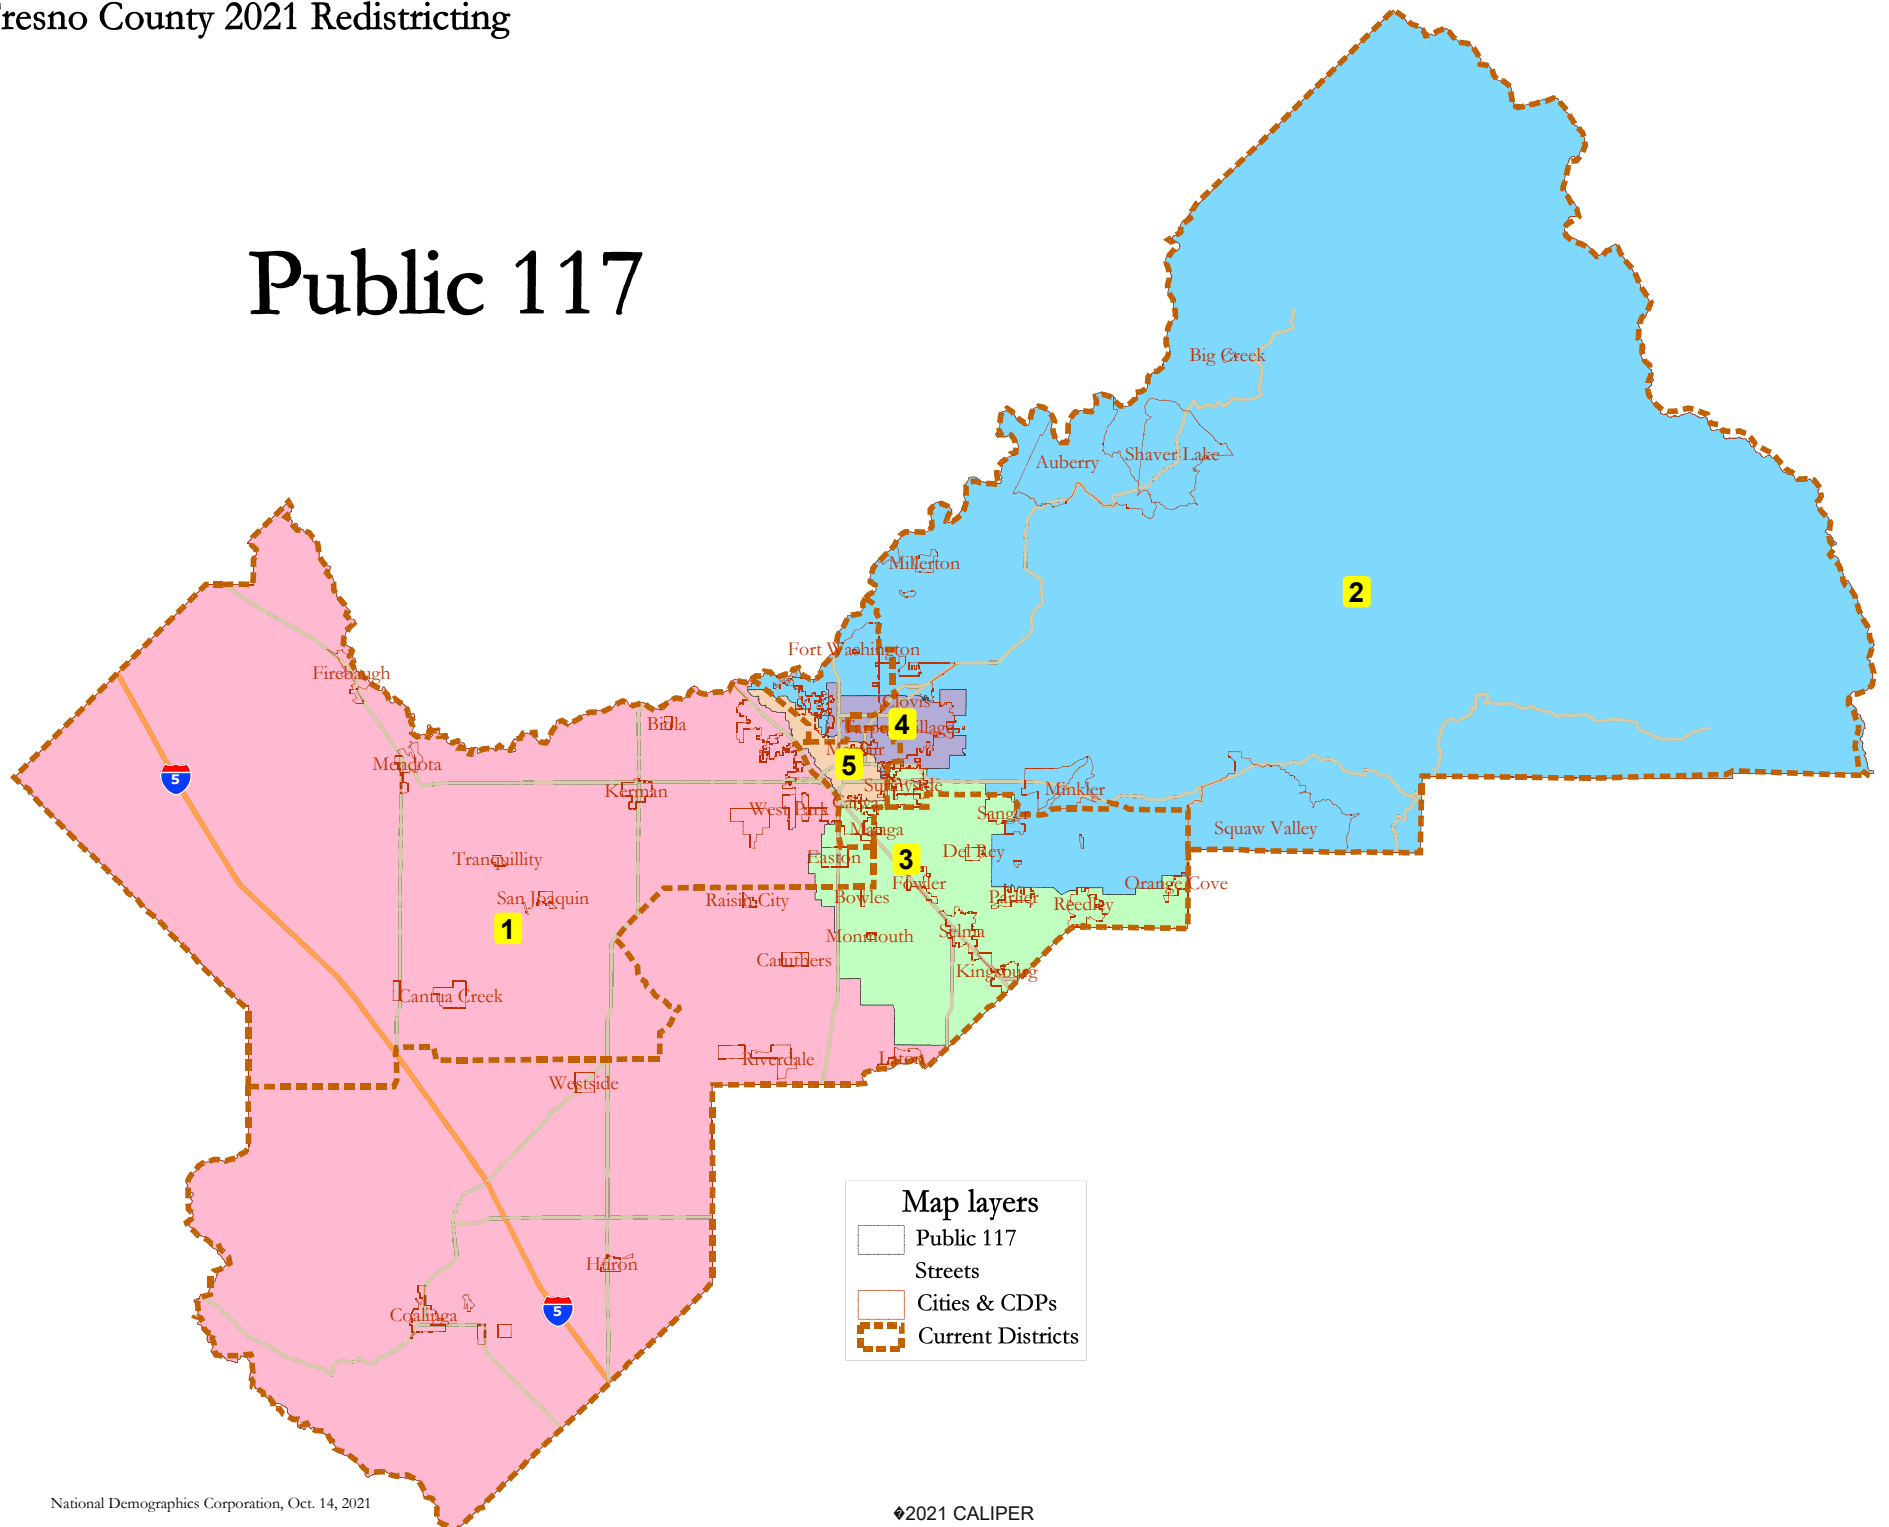 resno County 2021 Redistricting
Public 117
Big Creek
Auberry
Shaver Lake
Millerton
2
Fort Washington
Firebaugh
Clovis
Biola
4
Mendota
5
5
Kerman
Sunnyside
Minkler
West Park
Calwa
Sanger
Squaw Valley
Malaga
Tranquillity
Easton
3
Del Rey
Fowler
Orange Cove
San Joaquin
Raisin City
Bowles
Parlier
Reedley
1
Monmouth
Selma
Caruthers
Kingsburg
Cantua Creek
Riverdale
Laton
Westside
Map layers
Public 117
Streets
Cities & CDPs
Current Districts
Huron
Coalinga
5
National Demographics Corporation, Oct. 14, 2021
�2021 CALIPER